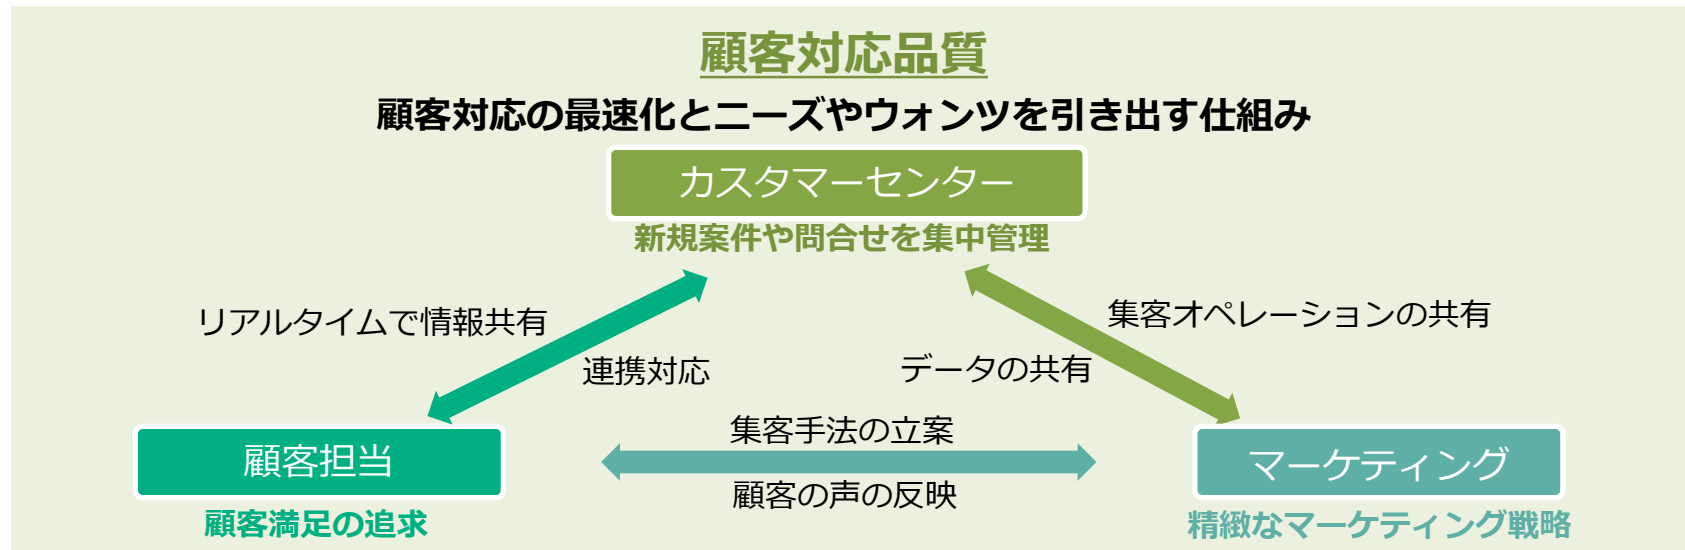 顧客対応品質
顧客対応の最速化とニーズやウォンツを引き出す仕組み
カスタマーセンター
新規案件や問合せを集中管理
リアルタイムで情報共有
集客オペレーションの共有
連携対応
データの共有
集客手法の立案
顧客担当
マーケティング
顧客の声の反映
顧客満足の追求
精緻なマーケティング戦略